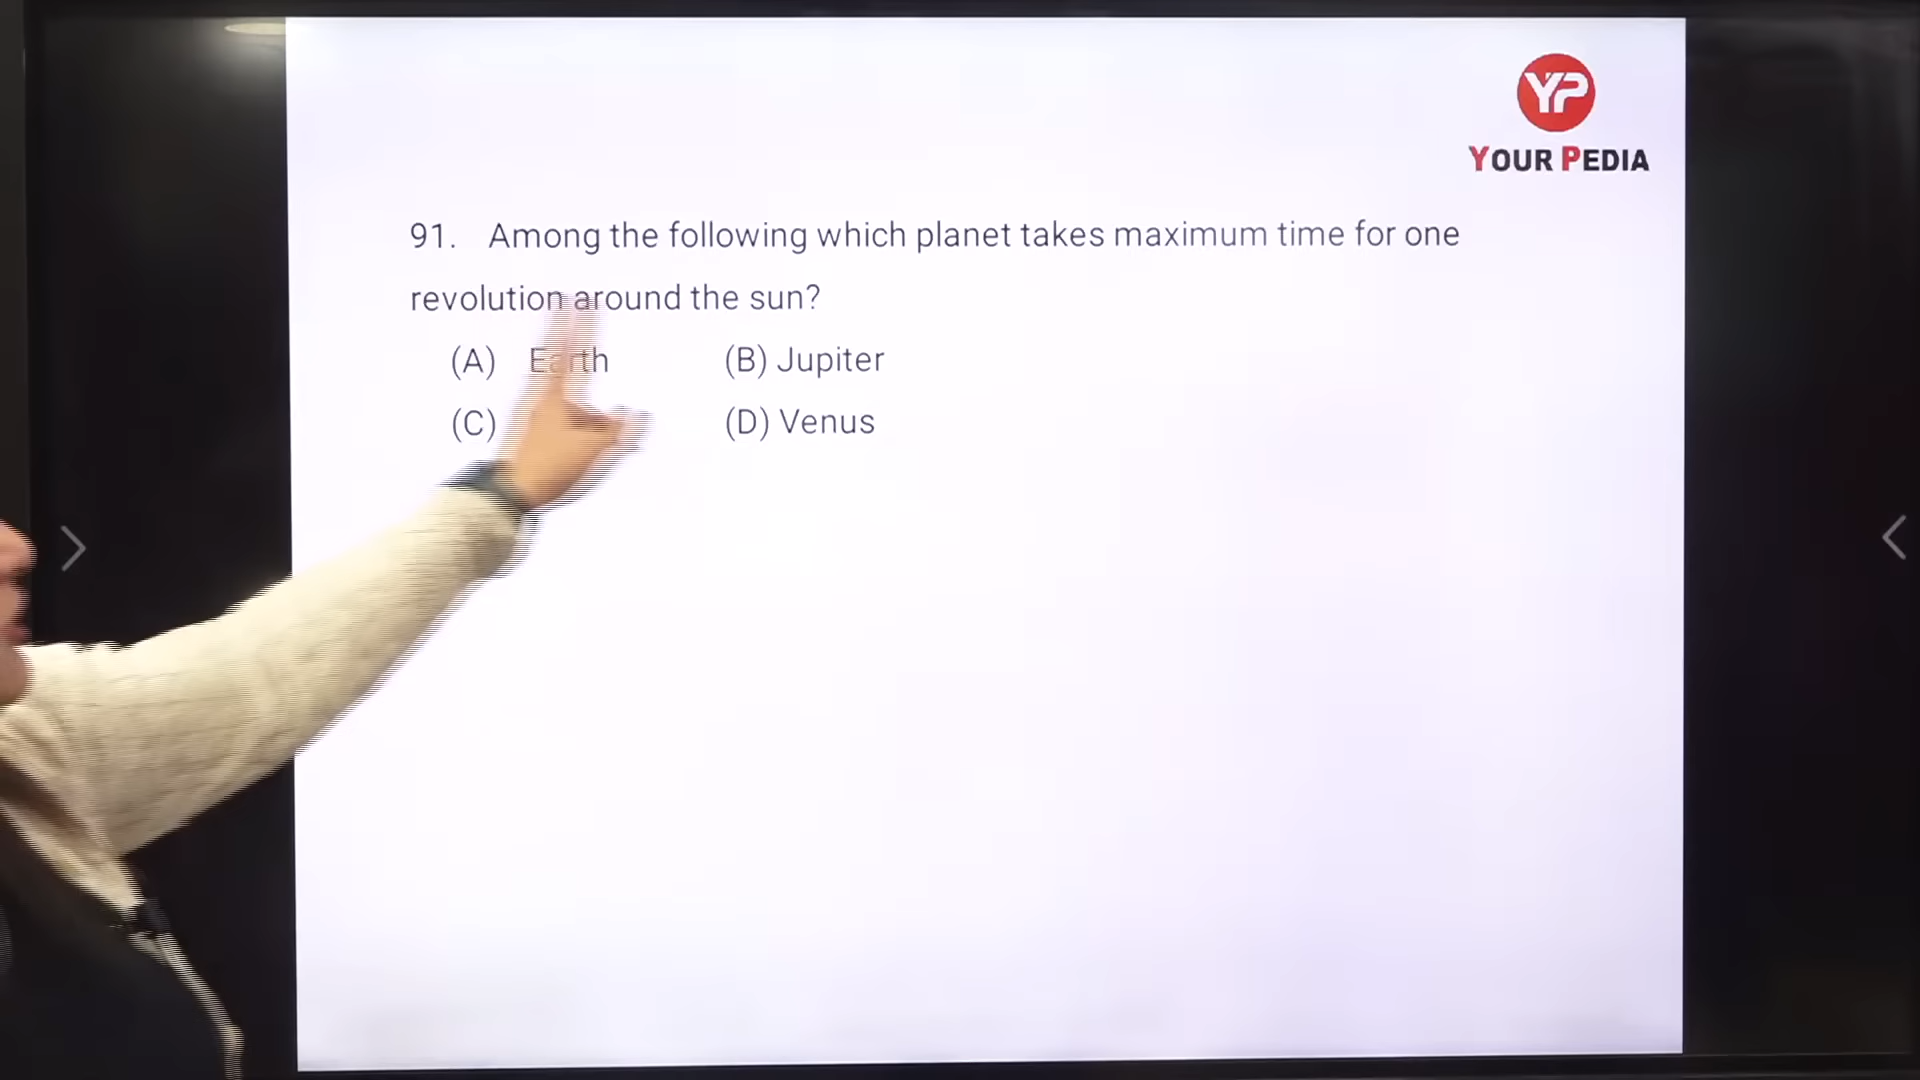 YP
YOUR PEDIA
91. Among the following which planet takes maximum time for one
revolution around the sun?
(A) Earth (B) Jupiter
(C) (D) Venus